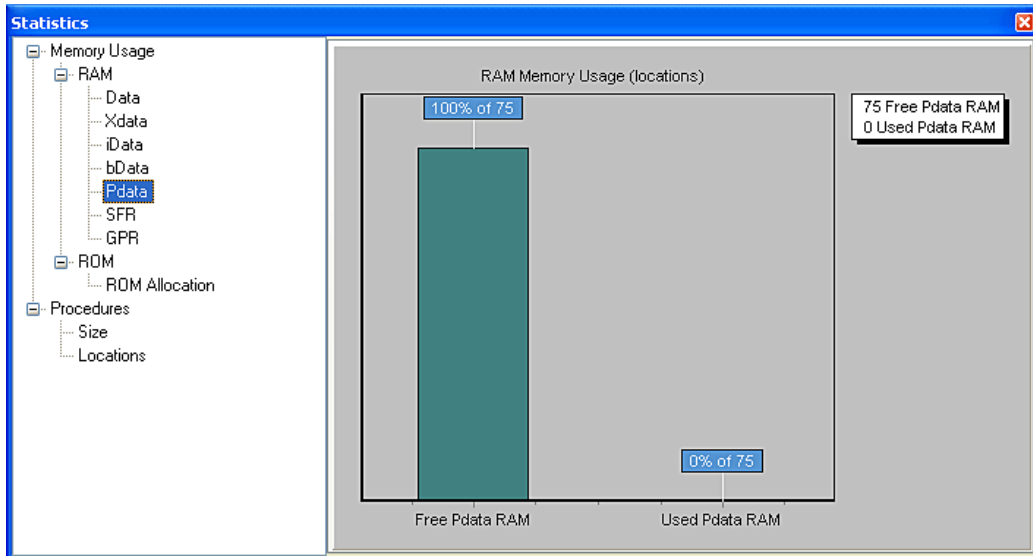 Statistics
Memory Usage
RAM
Data
Xdata
iData
bData
Pdata
SFR
GPR
ROM
ROM Allocation
Procedures
Size
Locations
RAM Memory Usage (locations)
100% of 75
0% of 75
Free Pdata RAM
Used Pdata RAM
75 Free Pdata RAM
0 Used Pdata RAM